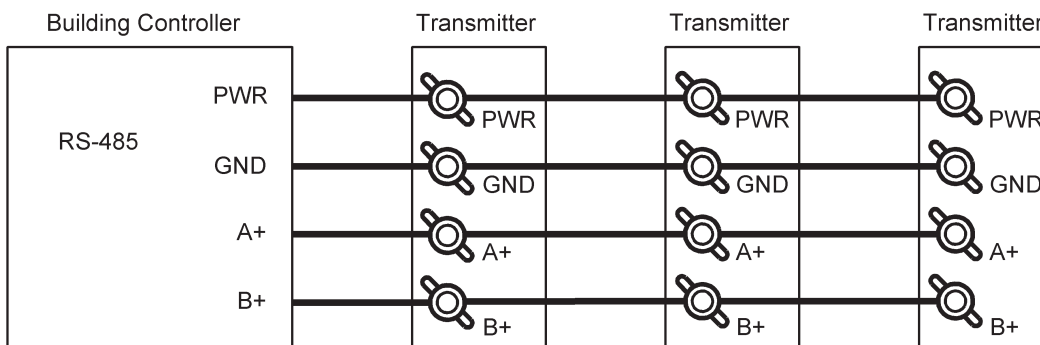 Building Controller
Transmitter
Transmitter
Transmitter
RS-485
PWR
GND
A+
B+
PWR
GND
A+
B+
PWR
GND
A+
B+
PWR
GND
A+
B+